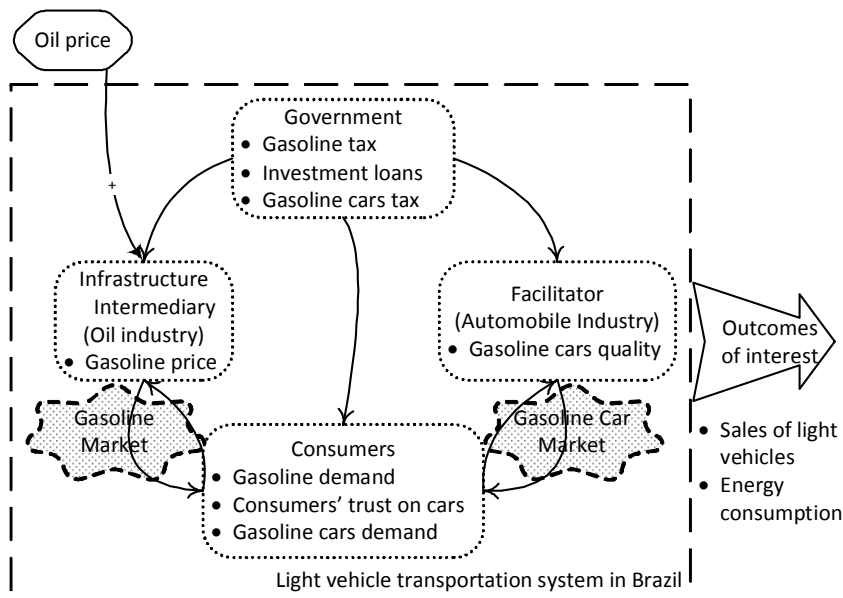 Oil price
+
Government
• Gasoline tax
• Investment loans
• Gasoline cars tax
Infrastructure
Intermediary
(Oil industry)
• Gasoline price
Facilitator
(Automobile Industry)
• Gasoline cars quality
Outcomes
of interest
Gasoline
Market
Gasoline Car
Market
Consumers
• Gasoline demand
• Consumers’ trust on cars
• Gasoline cars demand
• Sales of light
vehicles
• Energy
consumption
Light vehicle transportation system in Brazil